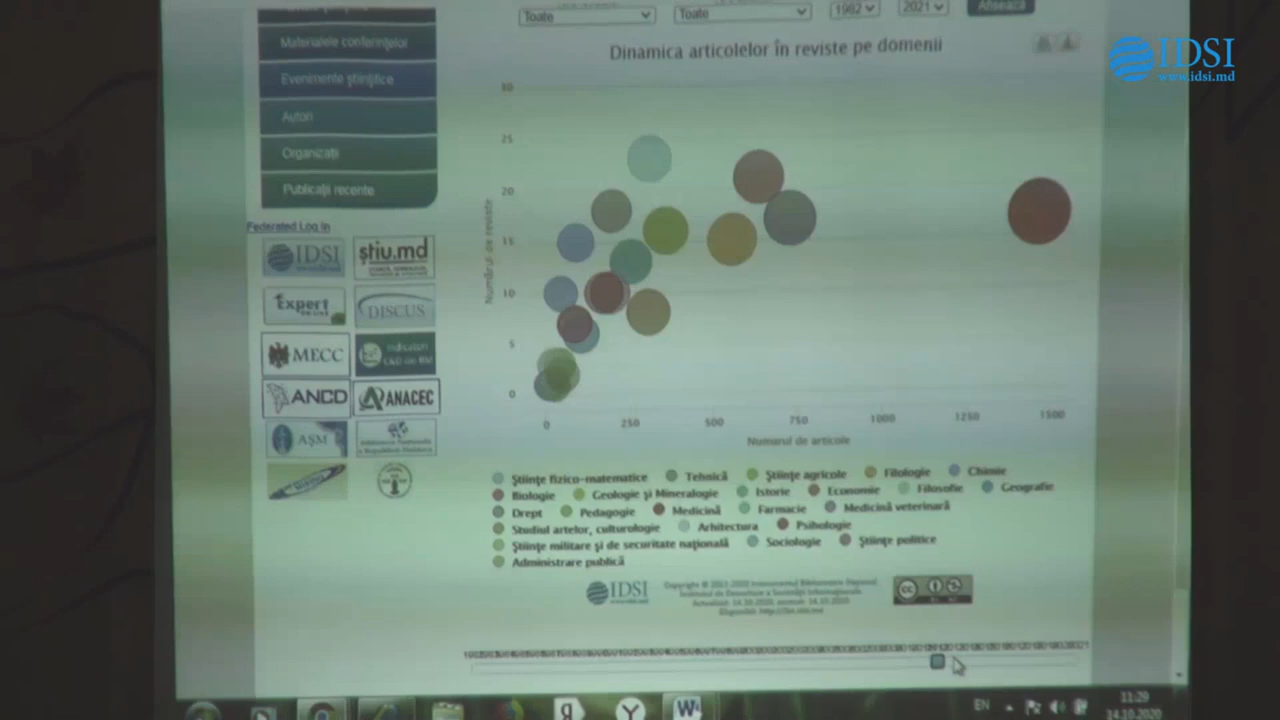 Toate
Toate
1982
2021
Afisează
Materialele conferințelor
Evenimente științifice
Autori
Organizații
Publicații recente
Federated Log In
IDSI
știu.md
Expert
DISCUS
MECC
ANCD
ANACEC
AȘM
Dinamica articolelor în reviste pe domenii
IDSI
www.idsi.md
Numărul de reviste
30
25
20
15
10
5
0
0
250
500
750
1000
1250
1500
Numarul de articole
Științe fizico-matematice
Tehnică
Științe agricole
Filologie
Chimie
Biologie
Geologie și Mineralogie
Istorie
Economie
Filosofie
Geografie
Drept
Pedagogie
Medicină
Farmacie
Medicină veterinară
Studiul artelor, culturologie
Arhitectura
Psihologie
Științe militare și de securitate națională
Sociologie
Științe politice
Administrare publică
IDSI
EN
11:29
14.10.2020